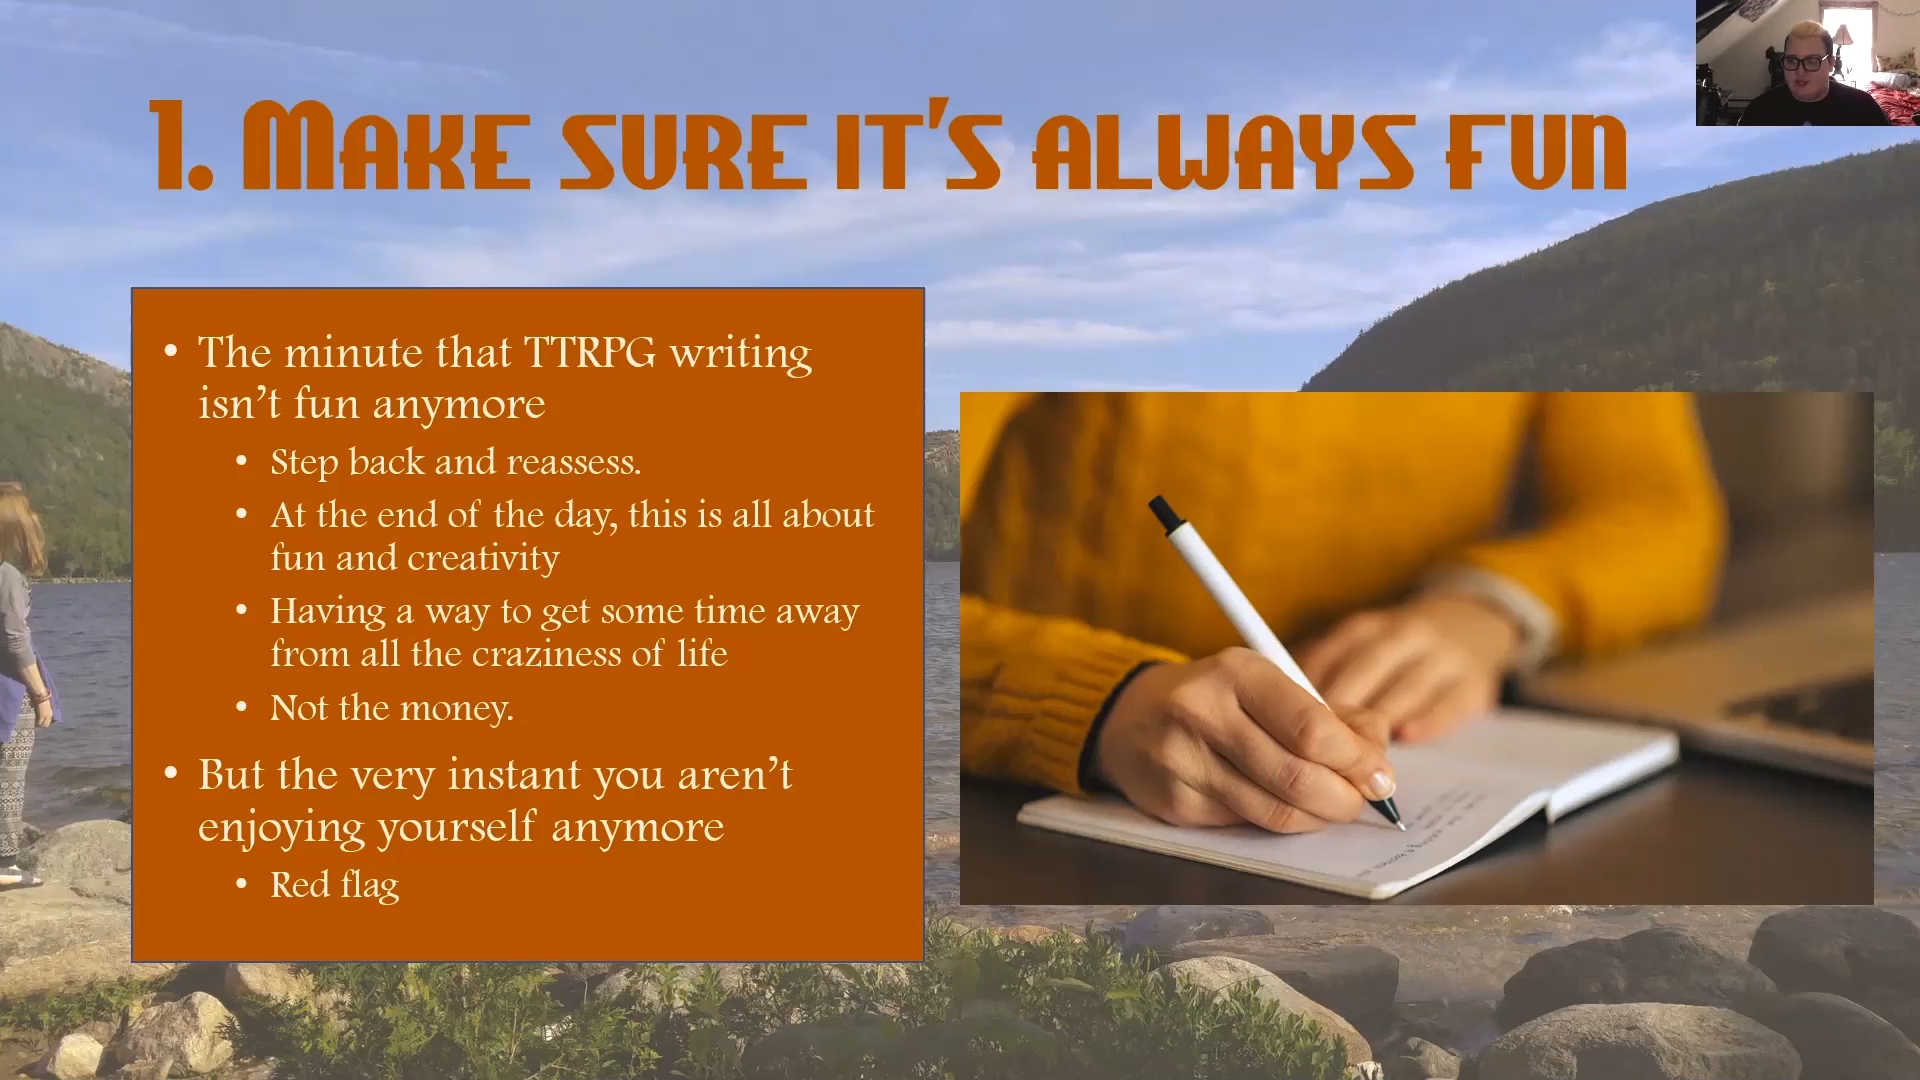 1. Make sure it's always fun
• The minute that TTRPG writing
isn't fun anymore
• Step back and reassess.
• At the end of the day, this is all about
fun and creativity
• Having a way to get some time away
from all the craziness of life
• Not the money.
• But the very instant you aren't
enjoying yourself anymore
• Red flag